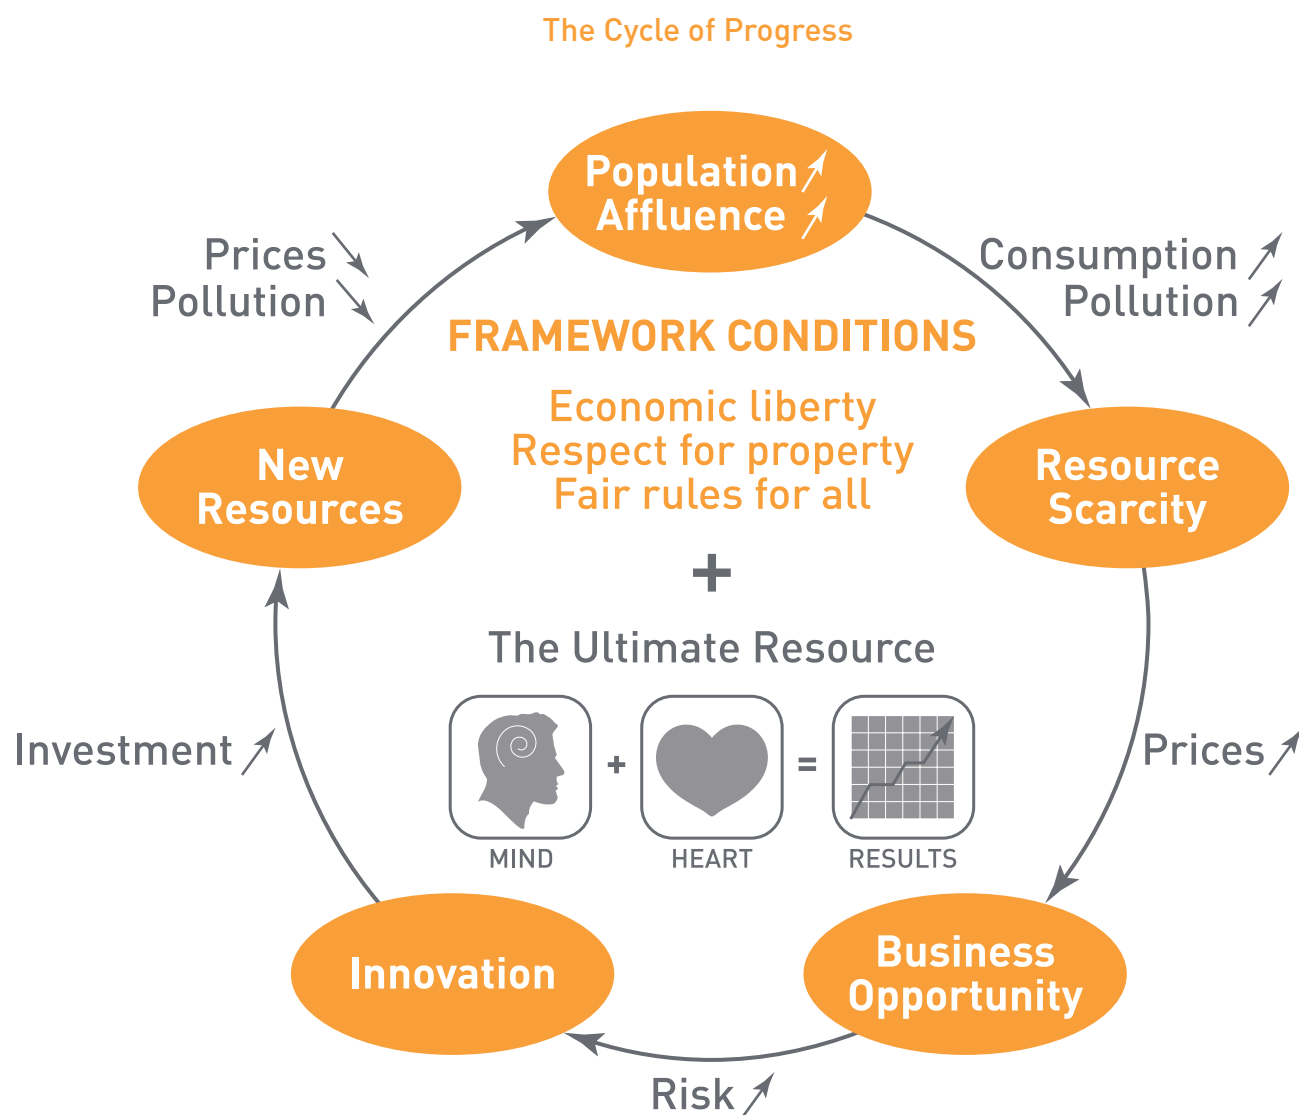 The Cycle of Progress
Population
Affluence
Prices
Pollution
Consumption
Pollution
FRAMEWORK CONDITIONS
Economic liberty
Respect for property
Fair rules for all
New
Resources
Resource
Scarcity
+
The Ultimate Resource
Investment
+
=
Prices
MIND
HEART
RESULTS
Innovation
Business
Opportunity
Risk